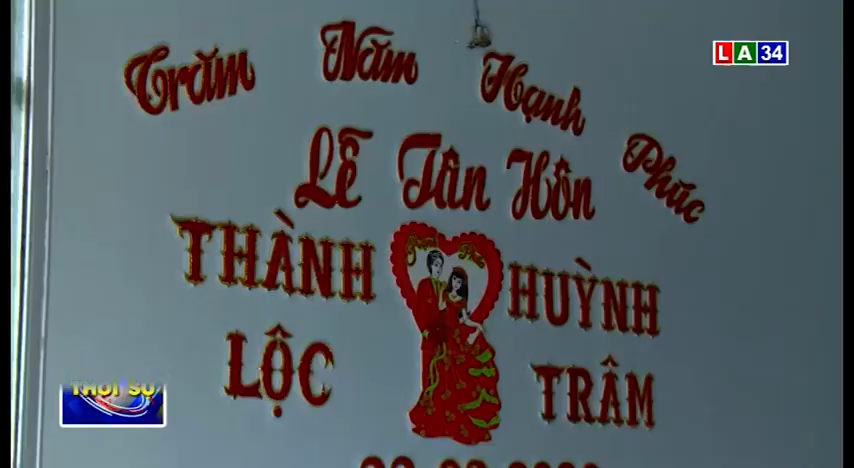 LA34
Trăm Năm Hạnh Phúc
Lễ Tân Hôn
THÀNH HUỲNH
LỘC TRÂM
THỜI SỰ